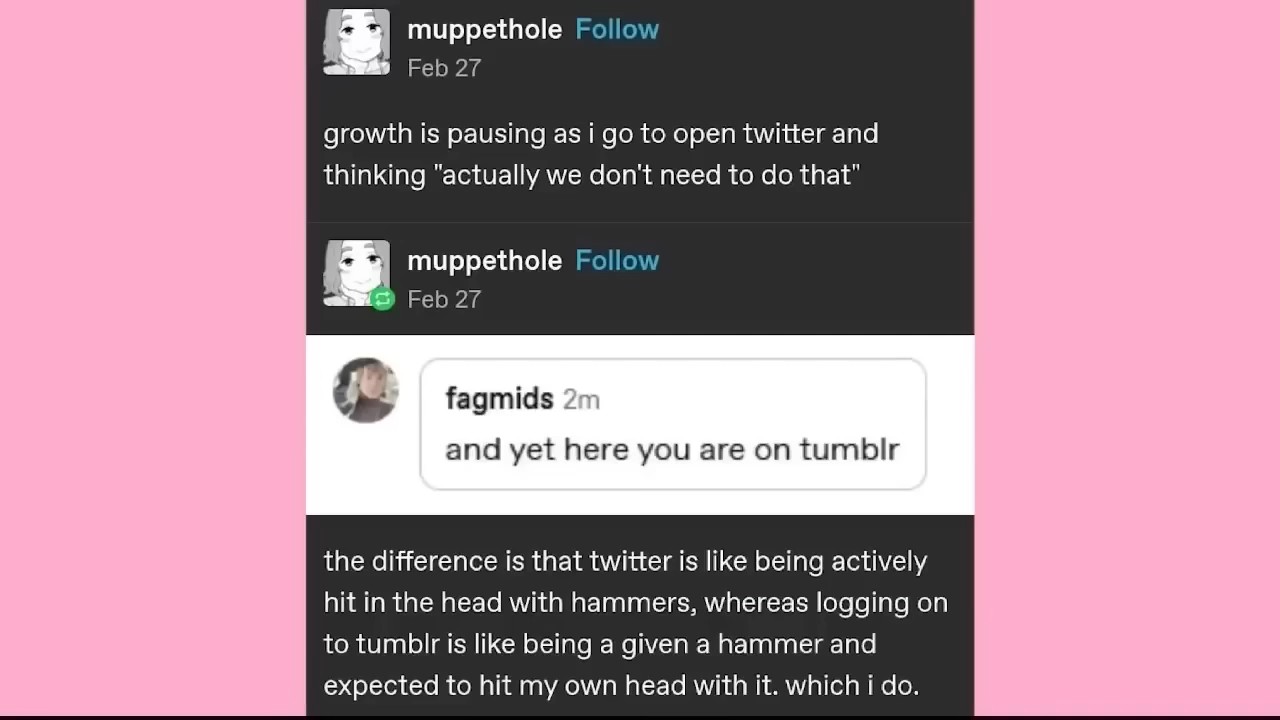 muppethole Follow
Feb 27
growth is pausing as i go to open twitter and
thinking "actually we don't need to do that"
muppethole Follow
Feb 27
fagmids 2m
and yet here you are on tumblr
the difference is that twitter is like being actively
hit in the head with hammers, whereas logging on
to tumblr is like being a given a hammer and
expected to hit my own head with it. which i do.